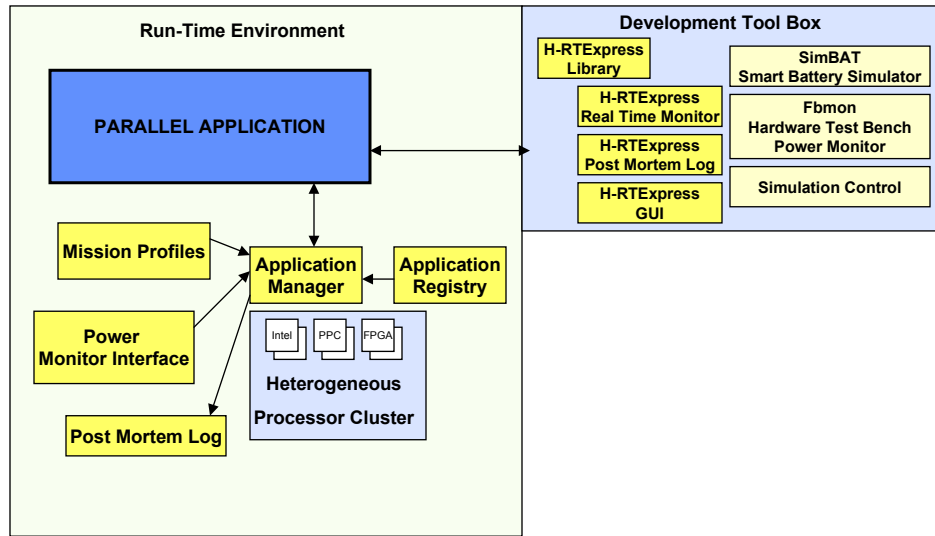 Run-Time Environment
PARALLEL APPLICATION
Mission Profiles
Application
Manager
Application
Registry
Power
Monitor Interface
Intel
PPC
FPGA
Heterogeneous
Processor Cluster
Post Mortem Log
Development Tool Box
H-RTExpress
Library
H-RTExpress
Real Time Monitor
H-RTExpress
Post Mortem Log
H-RTExpress
GUI
SimBAT
Smart Battery Simulator
Fbmon
Hardware Test Bench
Power Monitor
Simulation Control